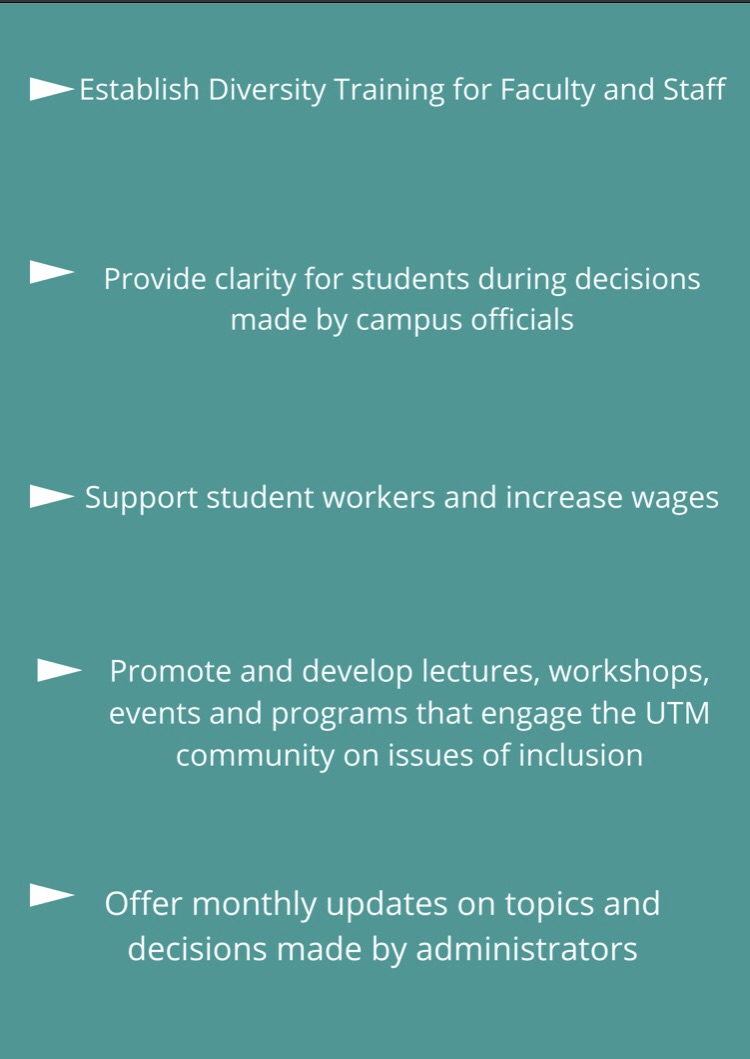 Establish Diversity Training for Faculty and Staff
Provide clarity for students during decisions
made by campus officials
Support student workers and increase wages
Promote and develop lectures, workshops,
events and programs that engage the UTM
community on issues of inclusion
Offer monthly updates on topics and
decisions made by administrators